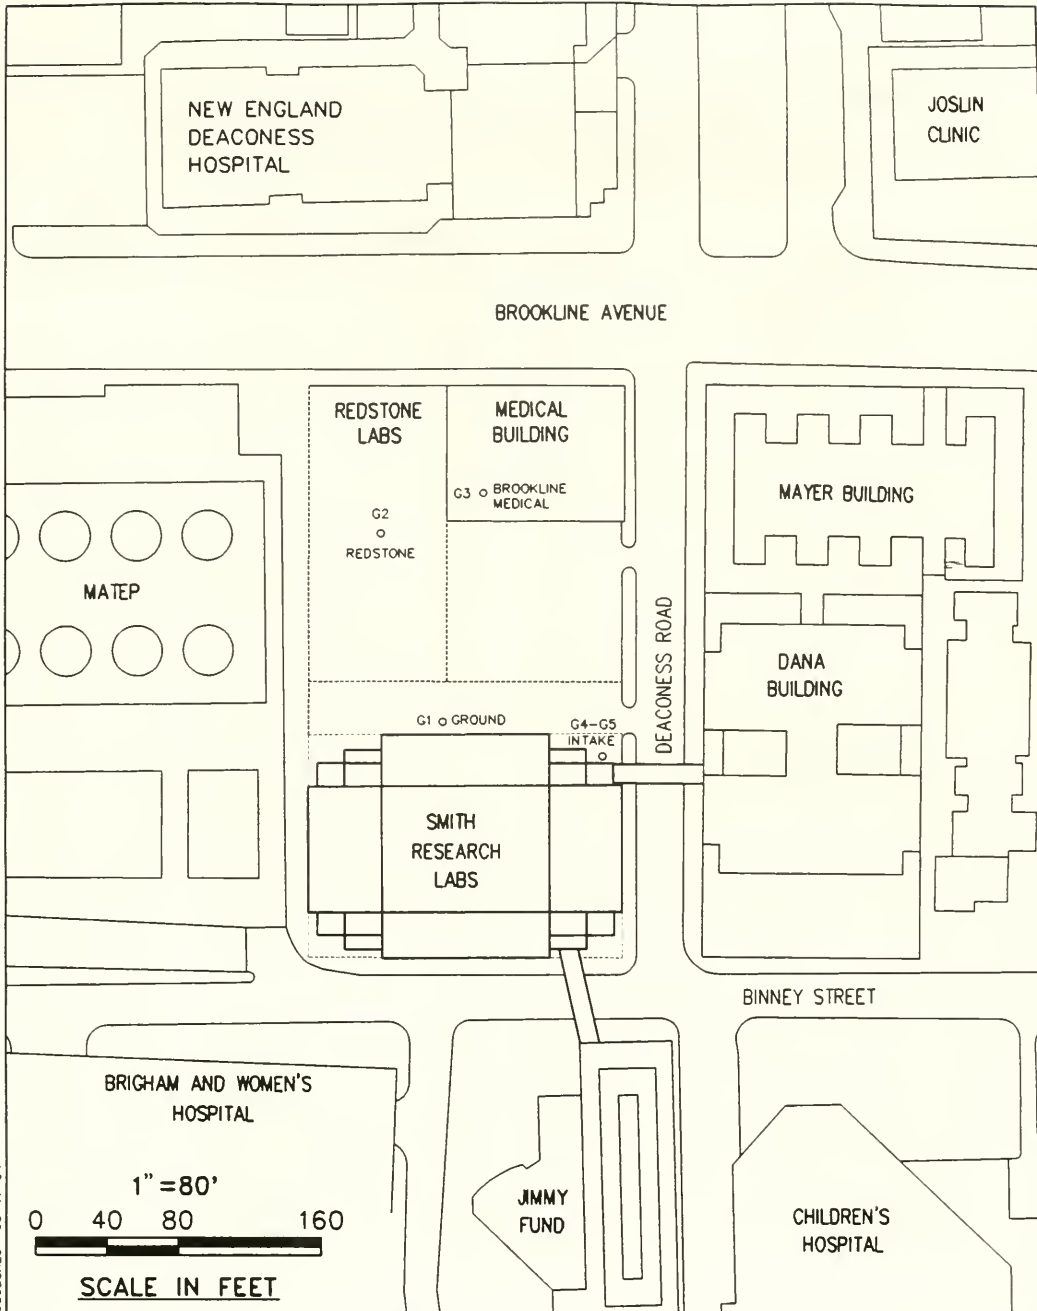 NEW ENGLAND
DEACONESS
HOSPITAL
JOSLIN
CLINIC
BROOKLINE AVENUE
REDSTONE
LABS
MEDICAL
BUILDING
G3 BROOKLINE
MEDICAL
G2
REDSTONE
MAYER BUILDING
MATEP
DEACONESS ROAD
DANA
BUILDING
G1 GROUND
G4-G5
INTAKE
SMITH
RESEARCH
LABS
BINNEY STREET
BRIGHAM AND WOMEN'S
HOSPITAL
1"=80'
0 40 80 160
SCALE IN FEET
JIMMY
FUND
CHILDREN'S
HOSPITAL